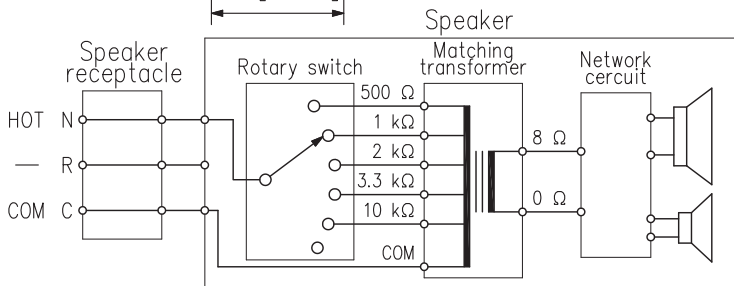 Speaker
Speaker
receptacle
Rotary switch
Matching
transformer
Network
cercuit
HOT N
— R
COM C
500 Ω
1 kΩ
2 kΩ
3.3 kΩ
10 kΩ
COM
8 Ω
0 Ω